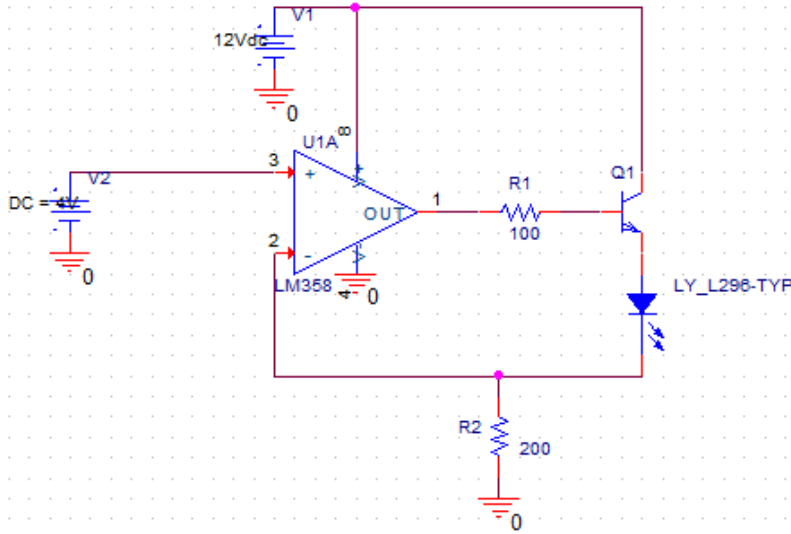 V1
12Vdc
0
U1A
8
3
+
+
V
V2
DC = 4V
0
OUT
1
R1
100
Q1
2
-
V
LM358
4
0
LY_L296-TYP
R2
200
0